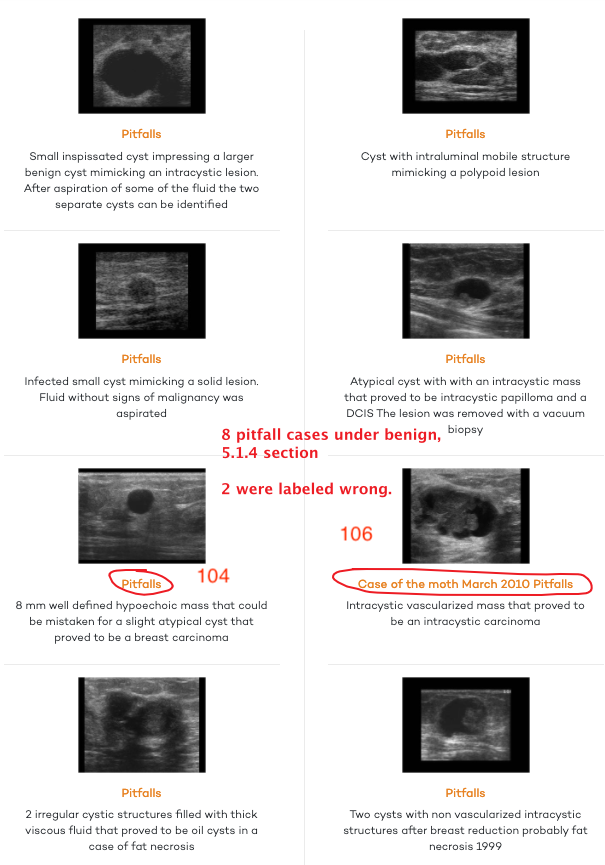 Pitfalls
Small inspissated cyst impressing a larger
benign cyst mimicking an intracystic lesion.
After aspiration of some of the fluid the two
separate cysts can be identified
Pitfalls
Cyst with intraluminal mobile structure
mimicking a polypoid lesion
Pitfalls
Infected small cyst mimicking a solid lesion.
Fluid without signs of malignancy was
aspirated
Pitfalls
Atypical cyst with with an intracystic mass
that proved to be intracystic papilloma and a
DCIS The lesion was removed with a vacuum
biopsy
8 pitfall cases under benign,
5.1.4 section
2 were labeled wrong.
Pitfalls
104
8 mm well defined hypoechoic mass that could
be mistaken for a slight atypical cyst that
proved to be a breast carcinoma
106
Case of the moth March 2010 Pitfalls
Intracystic vascularized mass that proved to
be an intracystic carcinoma
Pitfalls
2 irregular cystic structures filled with thick
viscous fluid that proved to be oil cysts in a
case of fat necrosis
Pitfalls
Two cysts with non vascularized intracystic
structures after breast reduction probably fat
necrosis 1999